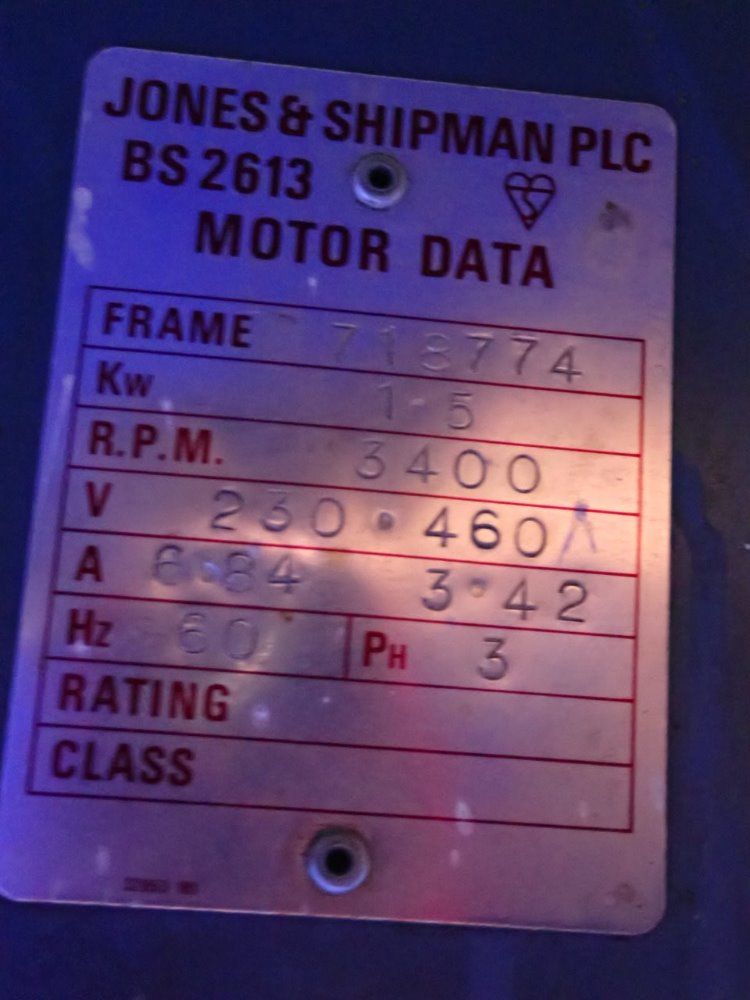 JONES & SHIPMAN PLC
BS 2613
MOTOR DATA
FRAME 718774
Kw 1·5
R.P.M. 3400
V 230·460
A 6·84 3·42
Hz 60 PH 3
RATING
CLASS